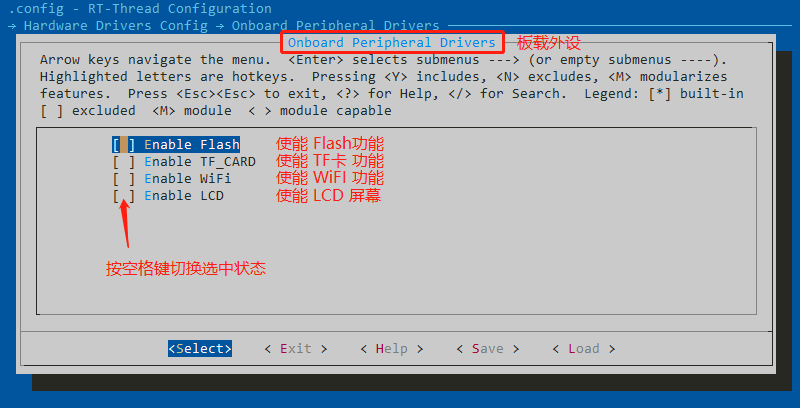 .config - RT-Thread Configuration
→ Hardware Drivers Config → Onboard Peripheral Drivers
Onboard Peripheral Drivers 板载外设
Arrow keys navigate the menu. <Enter> selects submenus ---> (or empty submenus ----).
Highlighted letters are hotkeys. Pressing <Y> includes, <N> excludes, <M> modularizes
features. Press <Esc><Esc> to exit, <?> for Help, </> for Search. Legend: [*] built-in
[ ] excluded <M> module < > module capable
[ ] Enable Flash 使能 Flash功能
[ ] Enable TF_CARD 使能 TF卡 功能
[ ] Enable WiFi 使能 WiFI 功能
[ ] Enable LCD 使能 LCD 屏幕
按空格键切换选中状态
<Select> < Exit > < Help > < Save > < Load >